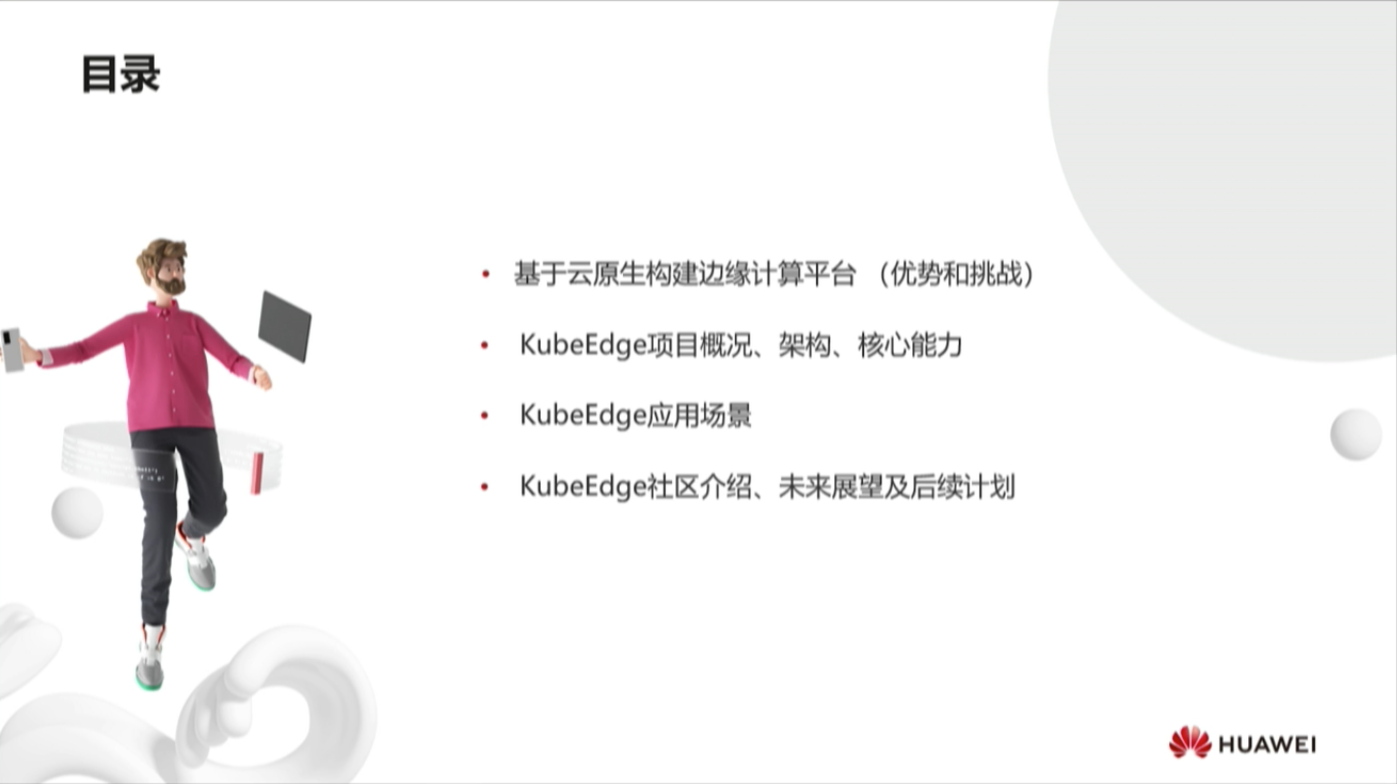 目录
基于云原生构建边缘计算平台 （优势和挑战）
KubeEdge项目概况、架构、核心能力
KubeEdge应用场景
KubeEdge社区介绍、未来展望及后续计划
HUAWEI